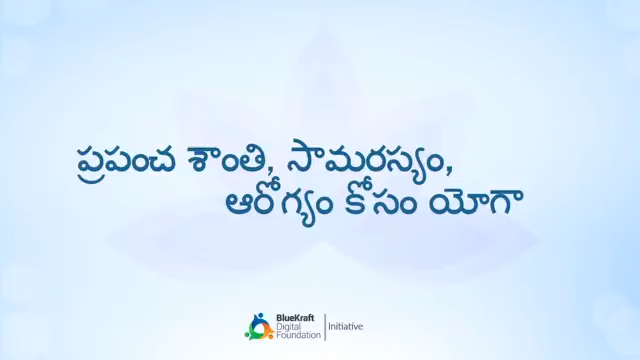 ప్రపంచ శాంతి, సామరస్యం,
ఆరోగ్యం కోసం యోగా
BlueKraft
Digital
Foundation
Initiative